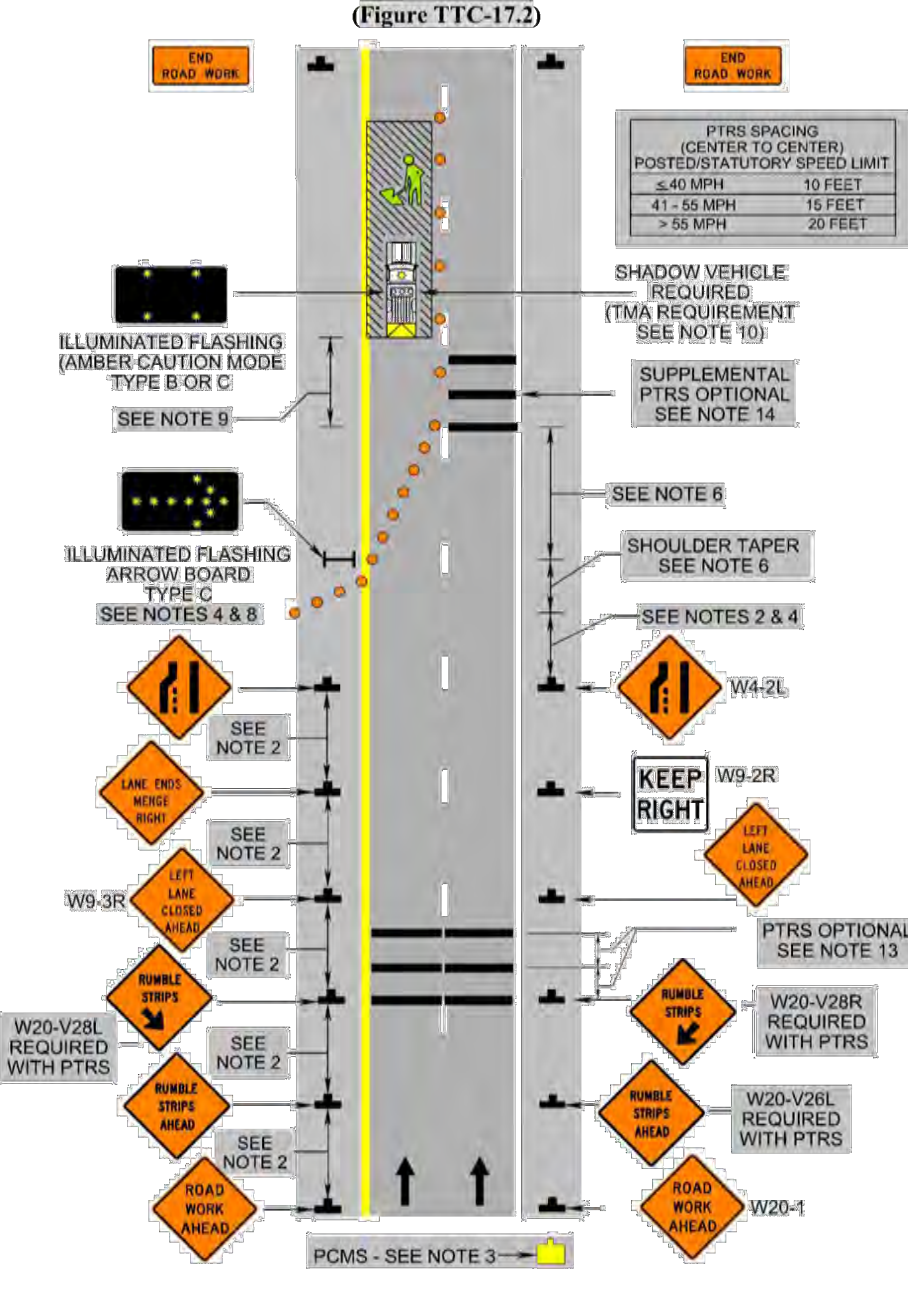 (Figure TTC-17.2)
END
ROAD WORK
END
ROAD WORK
PTRS SPACING
(CENTER TO CENTER)
POSTED/STATUTORY SPEED LIMIT
≤40 MPH 10 FEET
41 - 55 MPH 15 FEET
> 55 MPH 20 FEET
ILLUMINATED FLASHING
(AMBER CAUTION MODE
TYPE B OR C
SHADOW VEHICLE
REQUIRED
(TMA REQUIREMENT
SEE NOTE 10)
SEE NOTE 9
SUPPLEMENTAL
PTRS OPTIONAL
SEE NOTE 14
SEE NOTE 6
ILLUMINATED FLASHING
ARROW BOARD
TYPE C
SEE NOTES 4 & 8
SHOULDER TAPER
SEE NOTE 6
SEE NOTES 2 & 4
W4-2L
SEE
NOTE 2
LANE ENDS
MERGE
RIGHT
KEEP
RIGHT
W9-2R
SEE
NOTE 2
W9-3R
LEFT
LANE
CLOSED
AHEAD
LEFT
LANE
CLOSED
AHEAD
SEE
NOTE 2
PTRS OPTIONAL
SEE NOTE 13
RUMBLE
STRIPS
RUMBLE
STRIPS
W20-V28L
REQUIRED
WITH PTRS
W20-V28R
REQUIRED
WITH PTRS
SEE
NOTE 2
RUMBLE
STRIPS
AHEAD
RUMBLE
STRIPS
AHEAD
W20-V26L
REQUIRED
WITH PTRS
SEE
NOTE 2
ROAD
WORK
AHEAD
ROAD
WORK
AHEAD
W20-1
PCMS - SEE NOTE 3